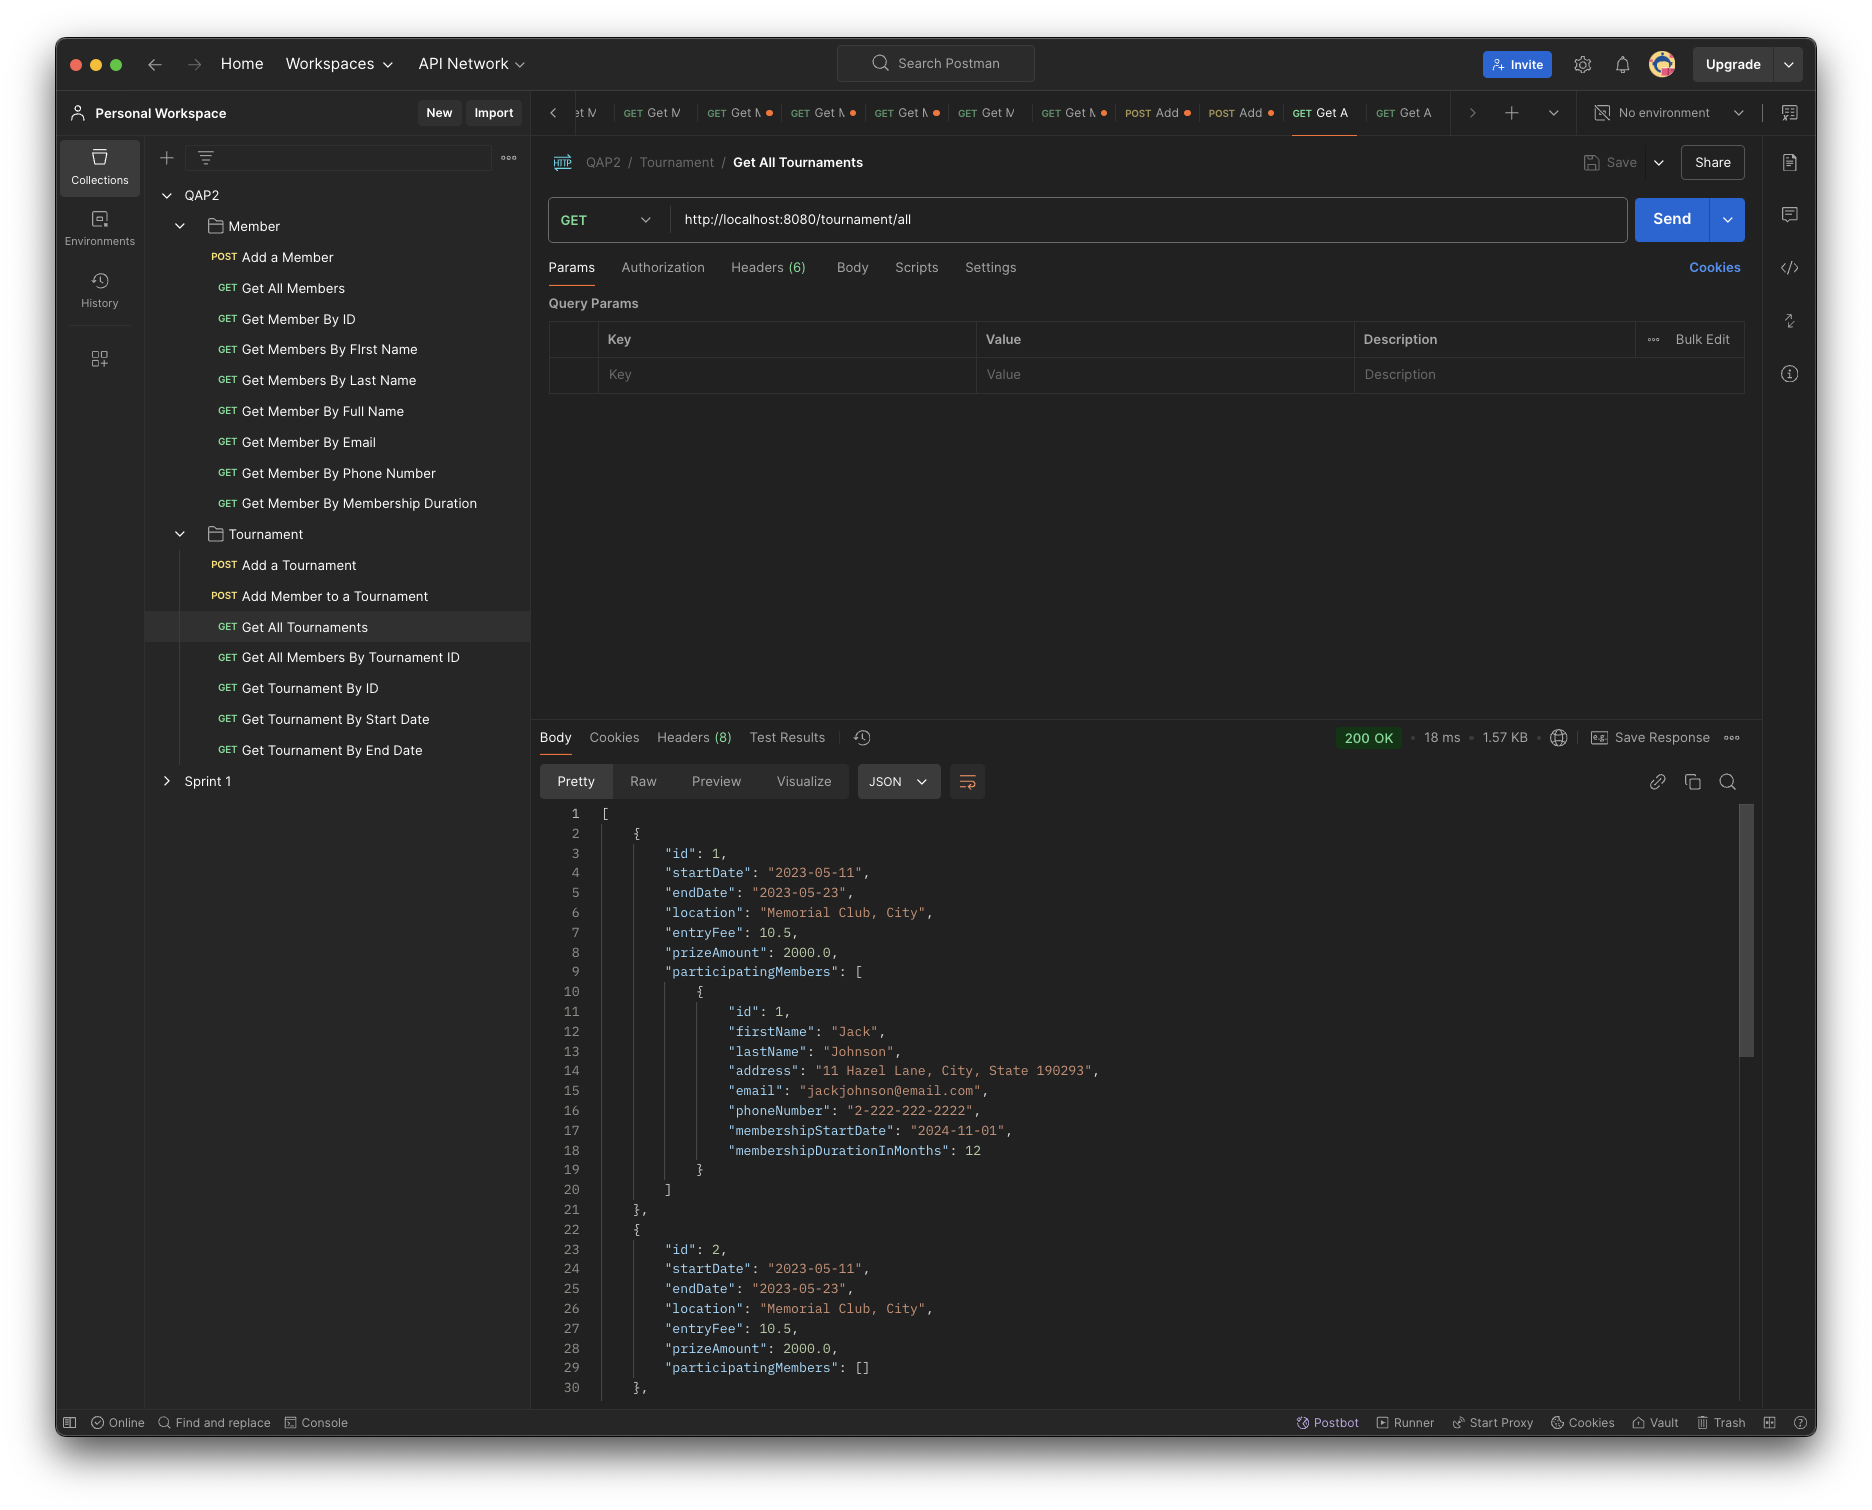 Home Workspaces API Network Search Postman Invite Upgrade
Personal Workspace New Import
et M GET Get M GET Get M GET Get M GET Get M GET Get M GET Get M POST Add POST Add GET Get A GET Get A No environment
Collections
Environments
History
QAP2
Member
POST Add a Member
GET Get All Members
GET Get Member By ID
GET Get Members By FIrst Name
GET Get Members By Last Name
GET Get Member By Full Name
GET Get Member By Email
GET Get Member By Phone Number
GET Get Member By Membership Duration
Tournament
POST Add a Tournament
POST Add Member to a Tournament
GET Get All Tournaments
GET Get All Members By Tournament ID
GET Get Tournament By ID
GET Get Tournament By Start Date
GET Get Tournament By End Date
Sprint 1
HTTP QAP2 / Tournament / Get All Tournaments Save Share
GET http://localhost:8080/tournament/all Send
Params Authorization Headers (6) Body Scripts Settings Cookies
Query Params
Key Value Description Bulk Edit
Key Value Description
Body Cookies Headers (8) Test Results 200 OK 18 ms 1.57 KB e.g. Save Response
Pretty Raw Preview Visualize JSON
1 [
2 {
3 "id": 1,
4 "startDate": "2023-05-11",
5 "endDate": "2023-05-23",
6 "location": "Memorial Club, City",
7 "entryFee": 10.5,
8 "prizeAmount": 2000.0,
9 "participatingMembers": [
10 {
11 "id": 1,
12 "firstName": "Jack",
13 "lastName": "Johnson",
14 "address": "11 Hazel Lane, City, State 190293",
15 "email": "jackjohnson@email.com",
16 "phoneNumber": "2-222-222-2222",
17 "membershipStartDate": "2024-11-01",
18 "membershipDurationInMonths": 12
19 }
20 ]
21 },
22 {
23 "id": 2,
24 "startDate": "2023-05-11",
25 "endDate": "2023-05-23",
26 "location": "Memorial Club, City",
27 "entryFee": 10.5,
28 "prizeAmount": 2000.0,
29 "participatingMembers": []
30 },
Online Find and replace Console Postbot Runner Start Proxy Cookies Vault Trash